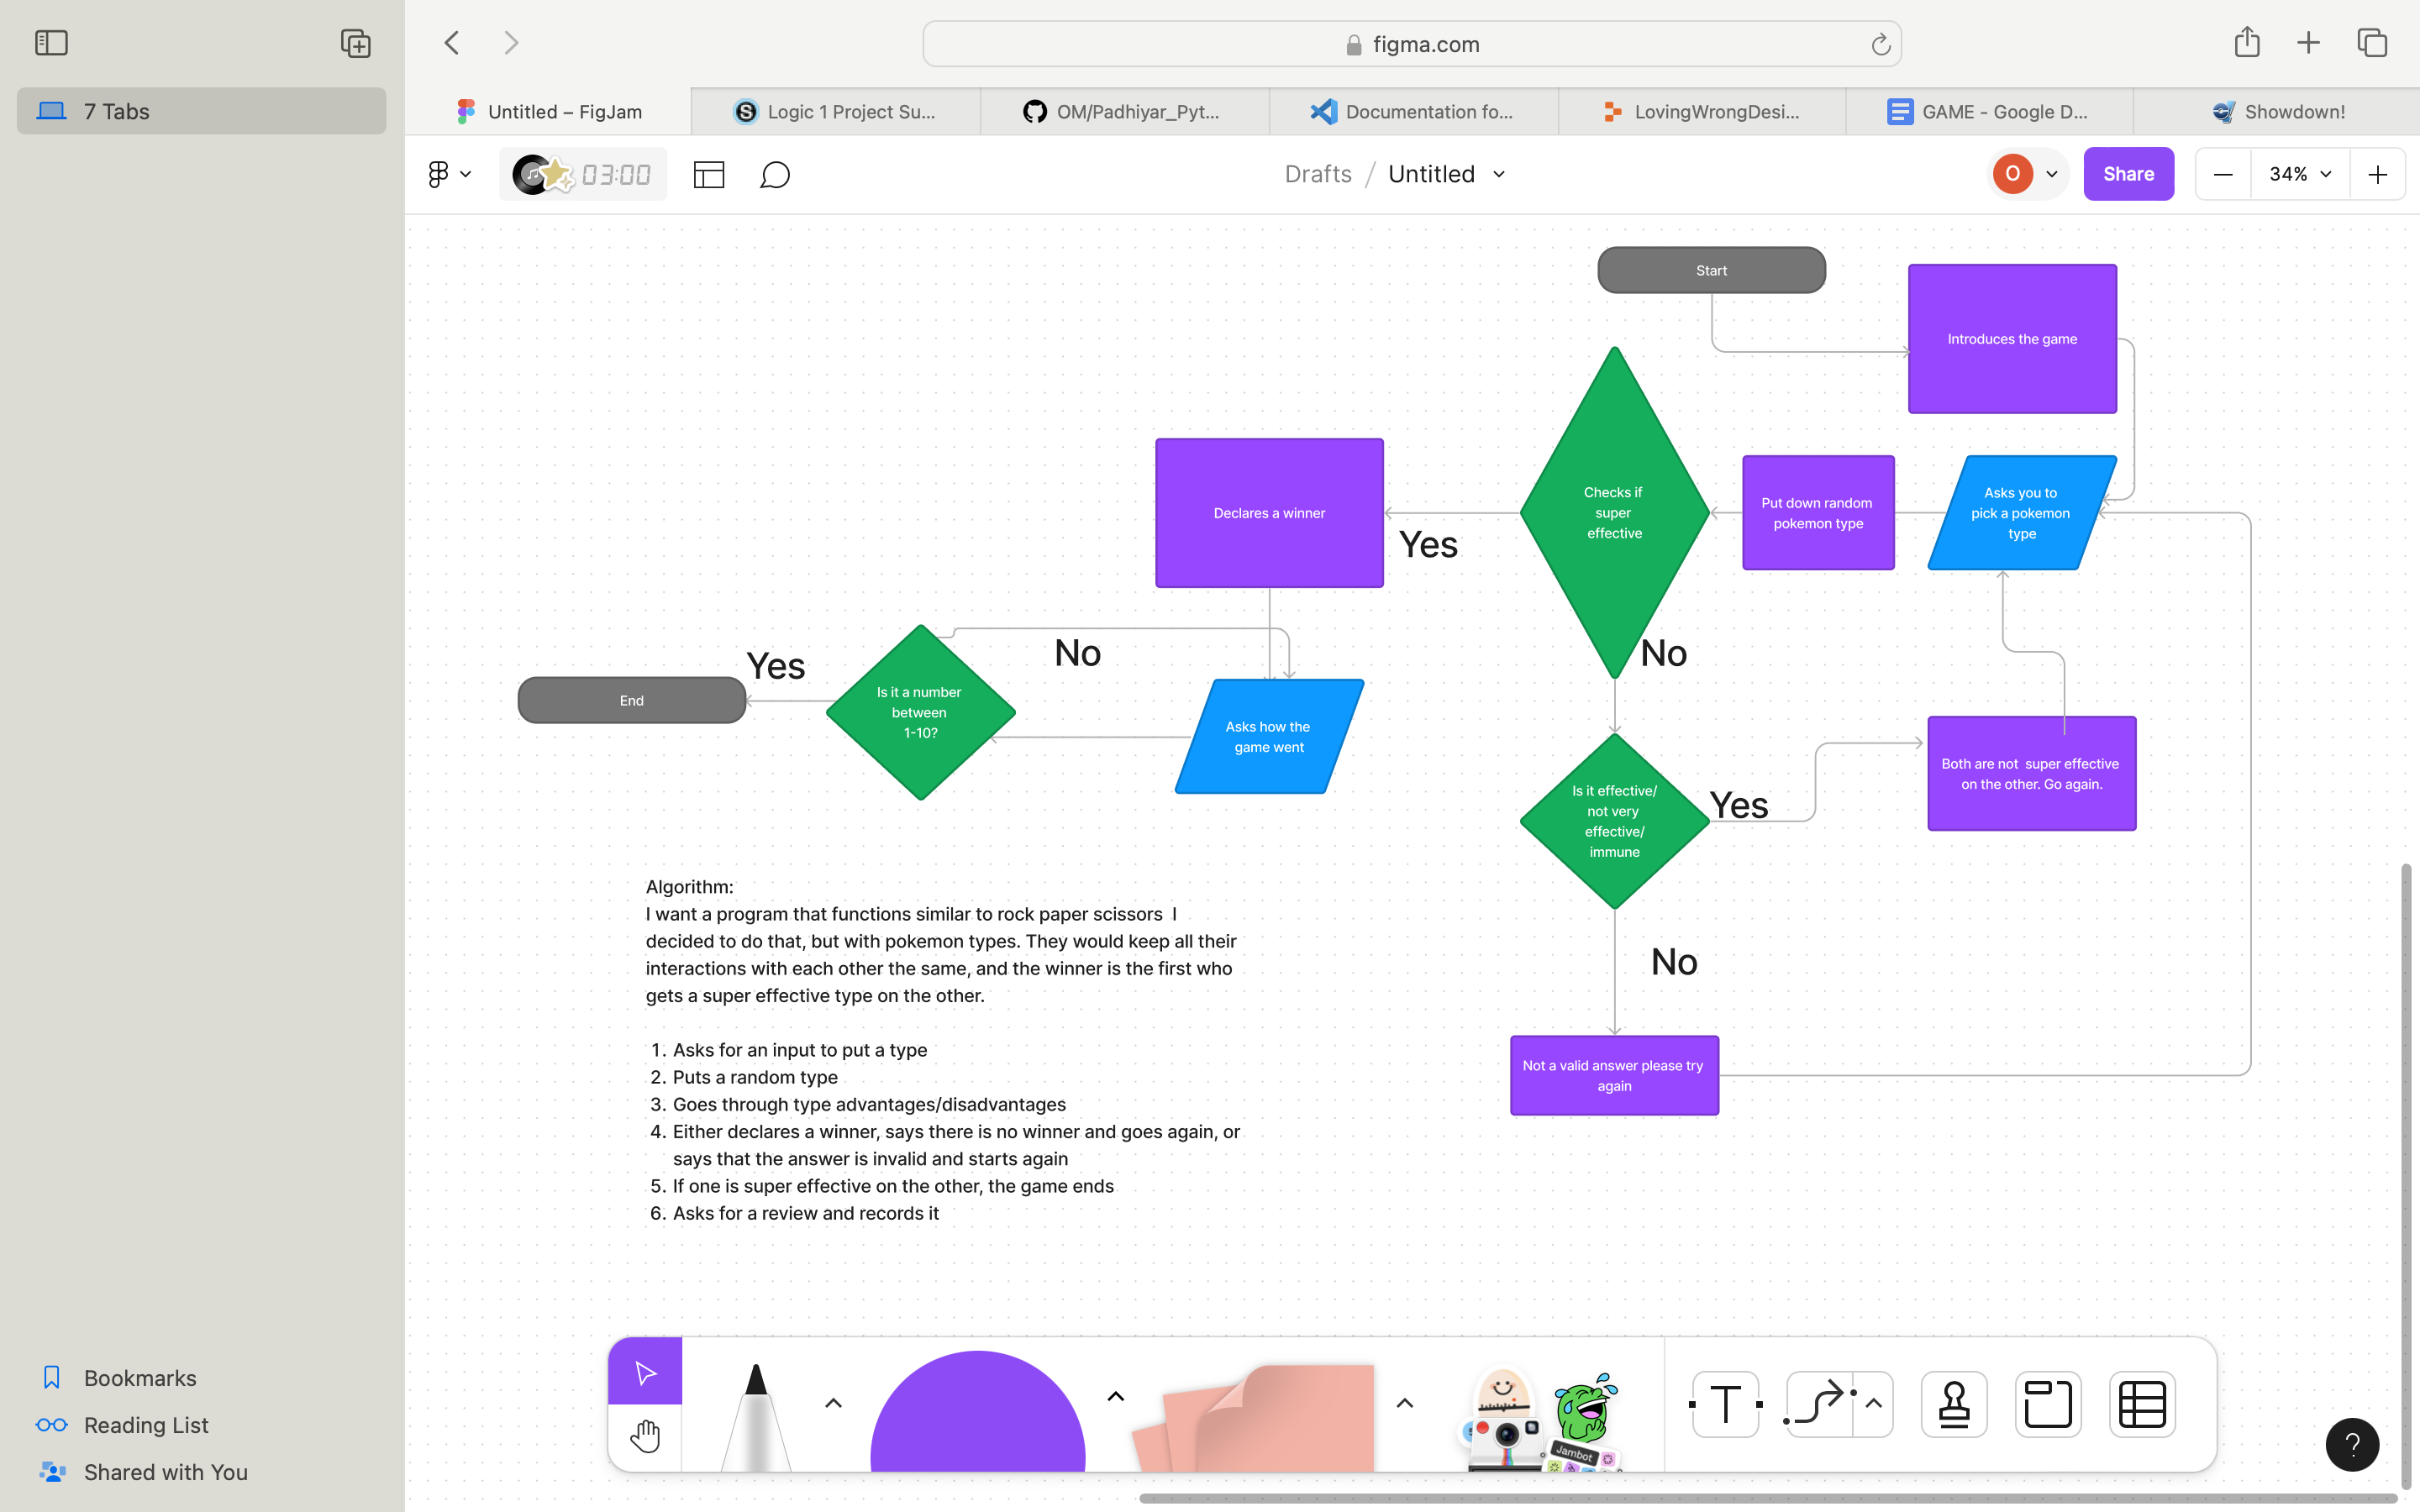 figma.com
7 Tabs
Untitled – FigJam
Logic 1 Project Su...
OM/Padhiyar_Pyt...
Documentation fo...
LovingWrongDesi...
GAME - Google D...
Showdown!
03:00
Drafts / Untitled
O
Share
34%
Start
Introduces the game
Checks if
super
effective
Put down random
pokemon type
Asks you to
pick a pokemon
type
Declares a winner
Yes
No
Yes
No
End
Is it a number
between
1-10?
Asks how the
game went
Is it effective/
not very
effective/
immune
Yes
Both are not super effective
on the other. Go again.
No
Not a valid answer please try
again
Algorithm:
I want a program that functions similar to rock paper scissors I
decided to do that, but with pokemon types. They would keep all their
interactions with each other the same, and the winner is the first who
gets a super effective type on the other.
1. Asks for an input to put a type
2. Puts a random type
3. Goes through type advantages/disadvantages
4. Either declares a winner, says there is no winner and goes again, or
says that the answer is invalid and starts again
5. If one is super effective on the other, the game ends
6. Asks for a review and records it
Bookmarks
Reading List
Shared with You
Jambot
T
?